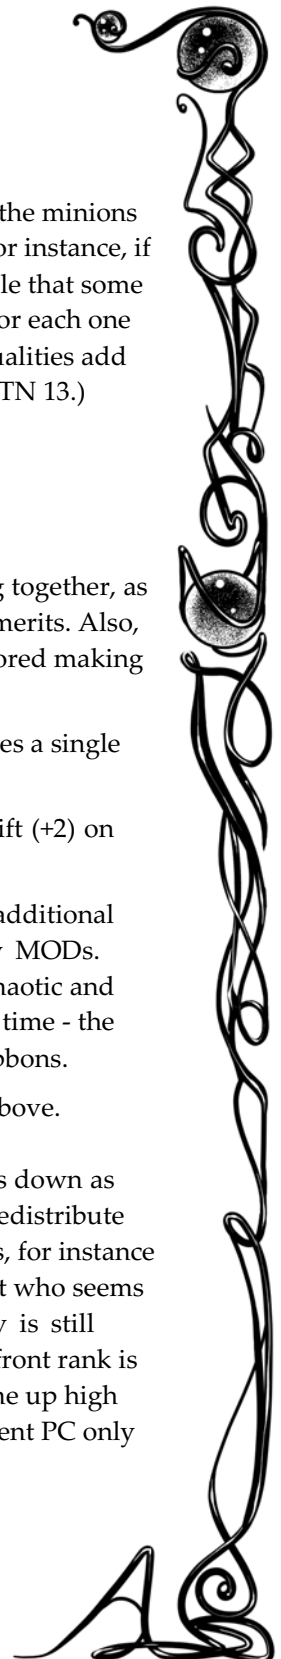 the minions
or instance, if
le that some
or each one
ualities add
TN 13.)
g together, as
merits. Also,
ored making
es a single
ift (+2) on
additional
MODs.
haotic and
time - the
bbons.
bove.
s down as
edistribute
s, for instance
t who seems
y is still
front rank is
ne up high
ent PC only